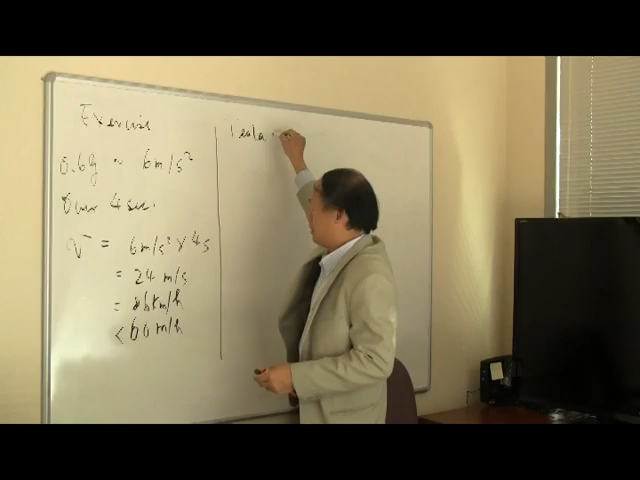 Exercise
0.6g ~ 6m/s²
Over 4 sec.
v = 6m/s² × 4s
= 24 m/s
= 86km/h
< 60 m/h